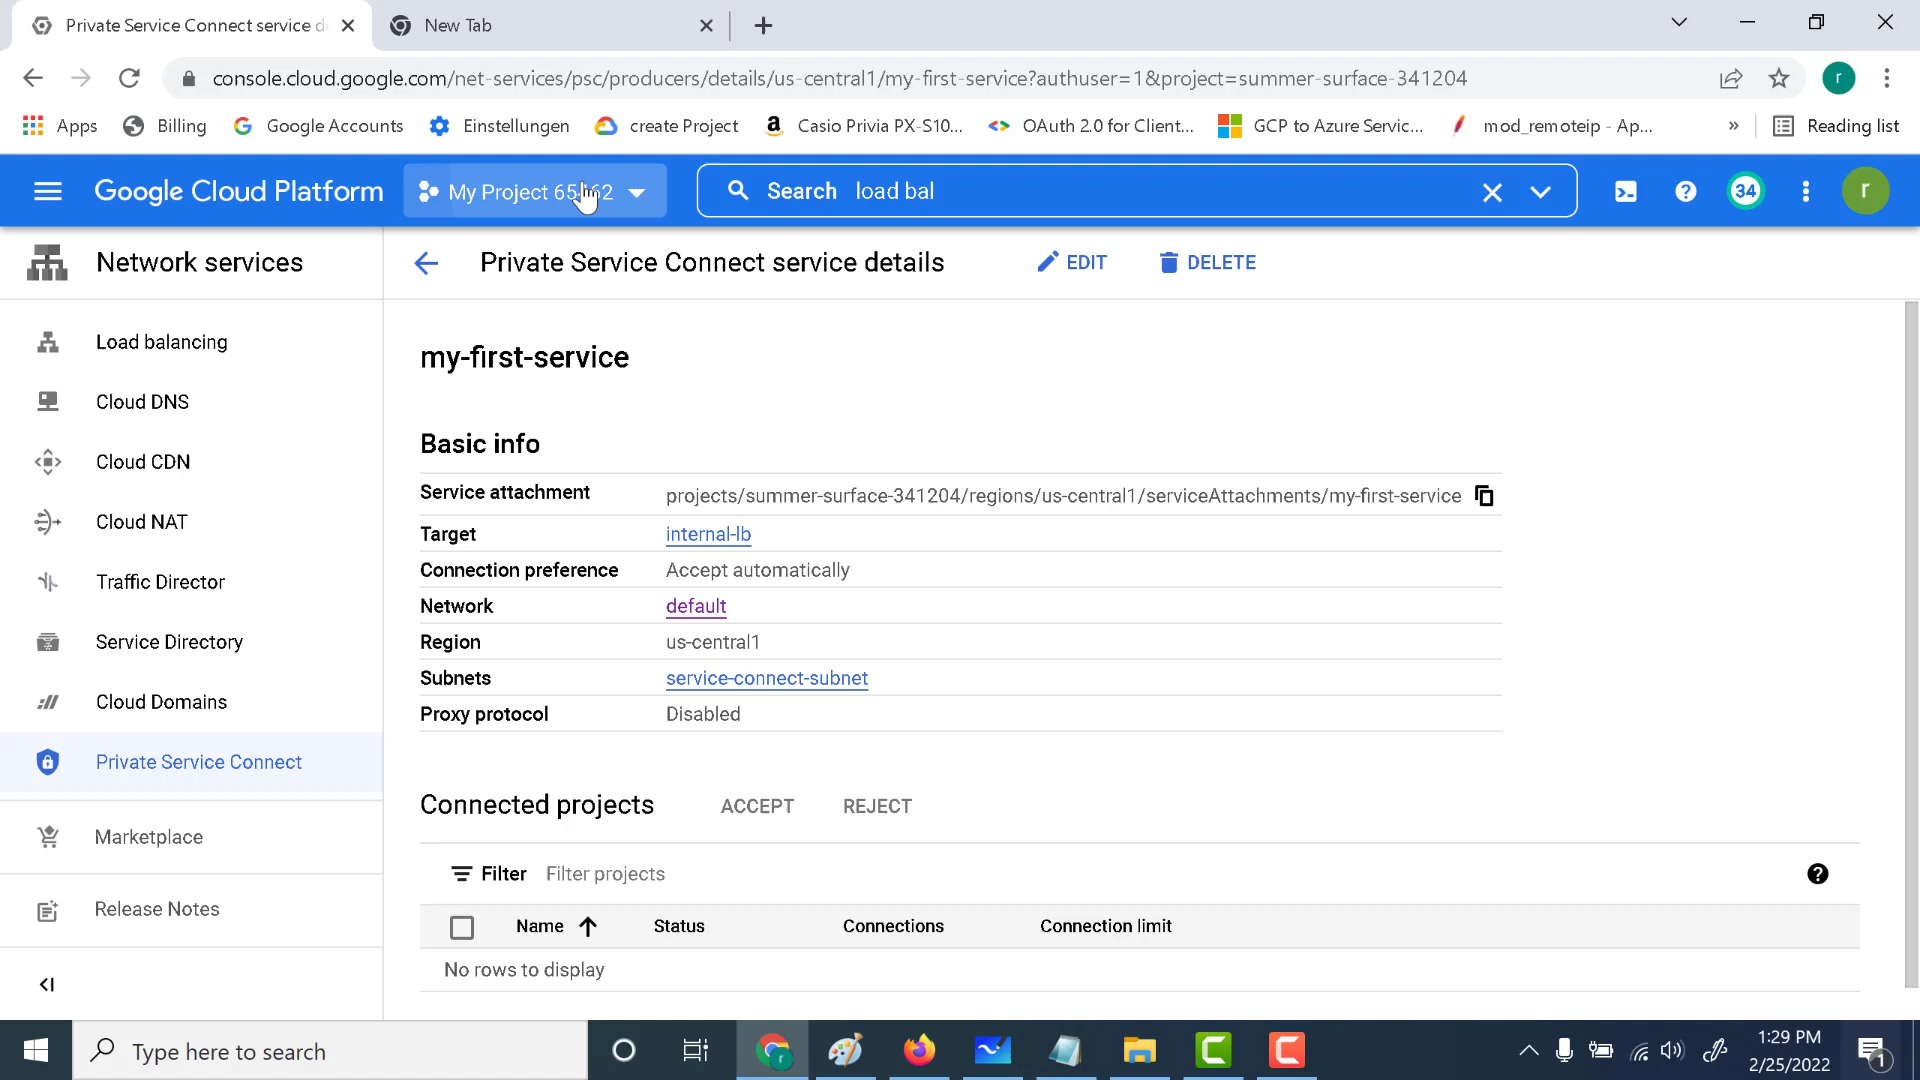 Private Service Connect service d
New Tab
console.cloud.google.com/net-services/psc/producers/details/us-central1/my-first-service?authuser=1&project=summer-surface-341204
r
Apps
Billing
Google Accounts
Einstellungen
create Project
Casio Privia PX-S10...
OAuth 2.0 for Client...
GCP to Azure Servic...
mod_remoteip - Ap...
»
Reading list
Google Cloud Platform
My Project 65 62
Search load bal
34
r
Network services
Private Service Connect service details
EDIT
DELETE
Load balancing
Cloud DNS
Cloud CDN
Cloud NAT
Traffic Director
Service Directory
Cloud Domains
Private Service Connect
Marketplace
Release Notes
my-first-service
Basic info
Service attachment projects/summer-surface-341204/regions/us-central1/serviceAttachments/my-first-service
Target internal-lb
Connection preference Accept automatically
Network default
Region us-central1
Subnets service-connect-subnet
Proxy protocol Disabled
Connected projects ACCEPT REJECT
Filter Filter projects
Name Status Connections Connection limit
No rows to display
Type here to search
1:29 PM
2/25/2022
1